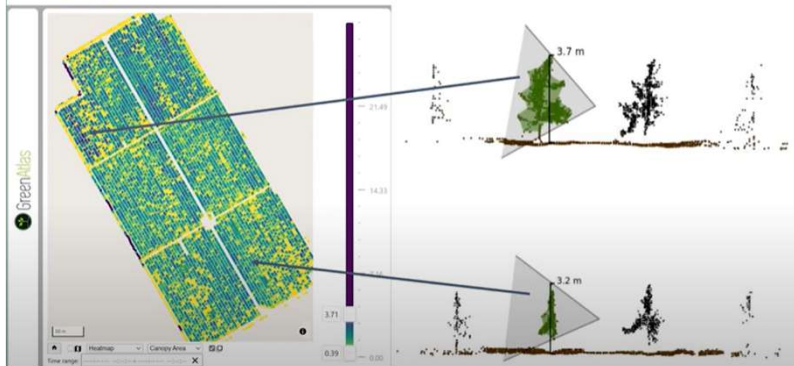 GreenAtlas
21.49
14.33
3.71
0.39
0.00
Heatmap
Canopy Area
Time range:
3.7 m
3.2 m